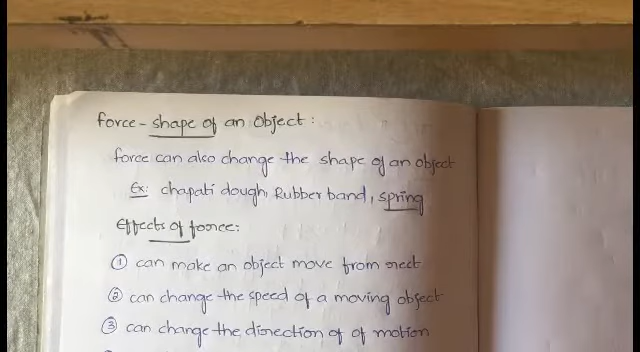 force - shape of an object :
force can also change the shape of an object
Ex: chapati dough, Rubber band, spring
Effects of force:
① can make an object move from rest
② can change the speed of a moving object
③ can change the direction of of motion